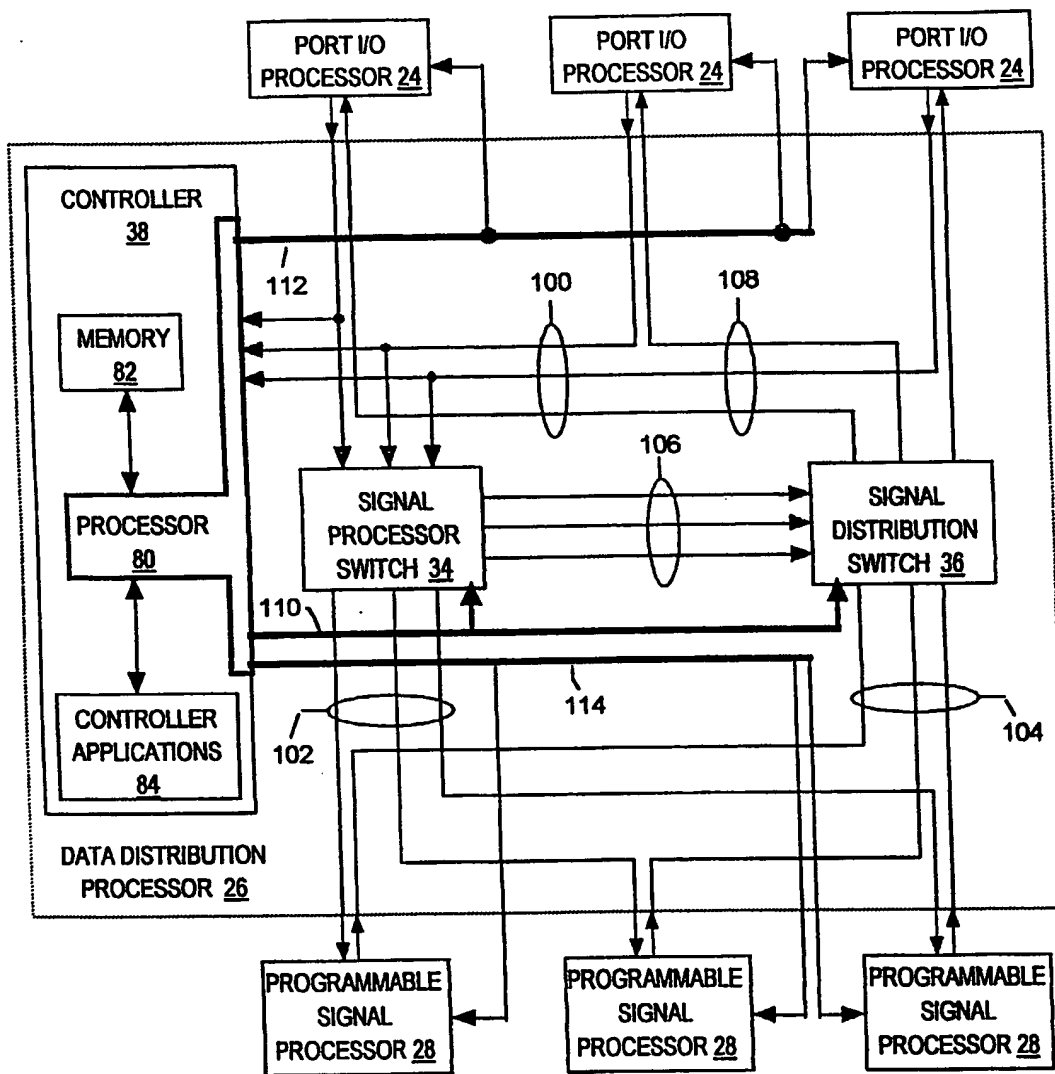 PORT I/O
PROCESSOR 24
PORT I/O
PROCESSOR 24
PORT I/O
PROCESSOR 24
CONTROLLER
38
112
100
108
MEMORY
82
106
PROCESSOR
80
SIGNAL
PROCESSOR
SWITCH 34
SIGNAL
DISTRIBUTION
SWITCH 36
110
114
102
104
CONTROLLER
APPLICATIONS
84
DATA DISTRIBUTION
PROCESSOR 26
PROGRAMMABLE
SIGNAL
PROCESSOR 28
PROGRAMMABLE
SIGNAL
PROCESSOR 28
PROGRAMMABLE
SIGNAL
PROCESSOR 28